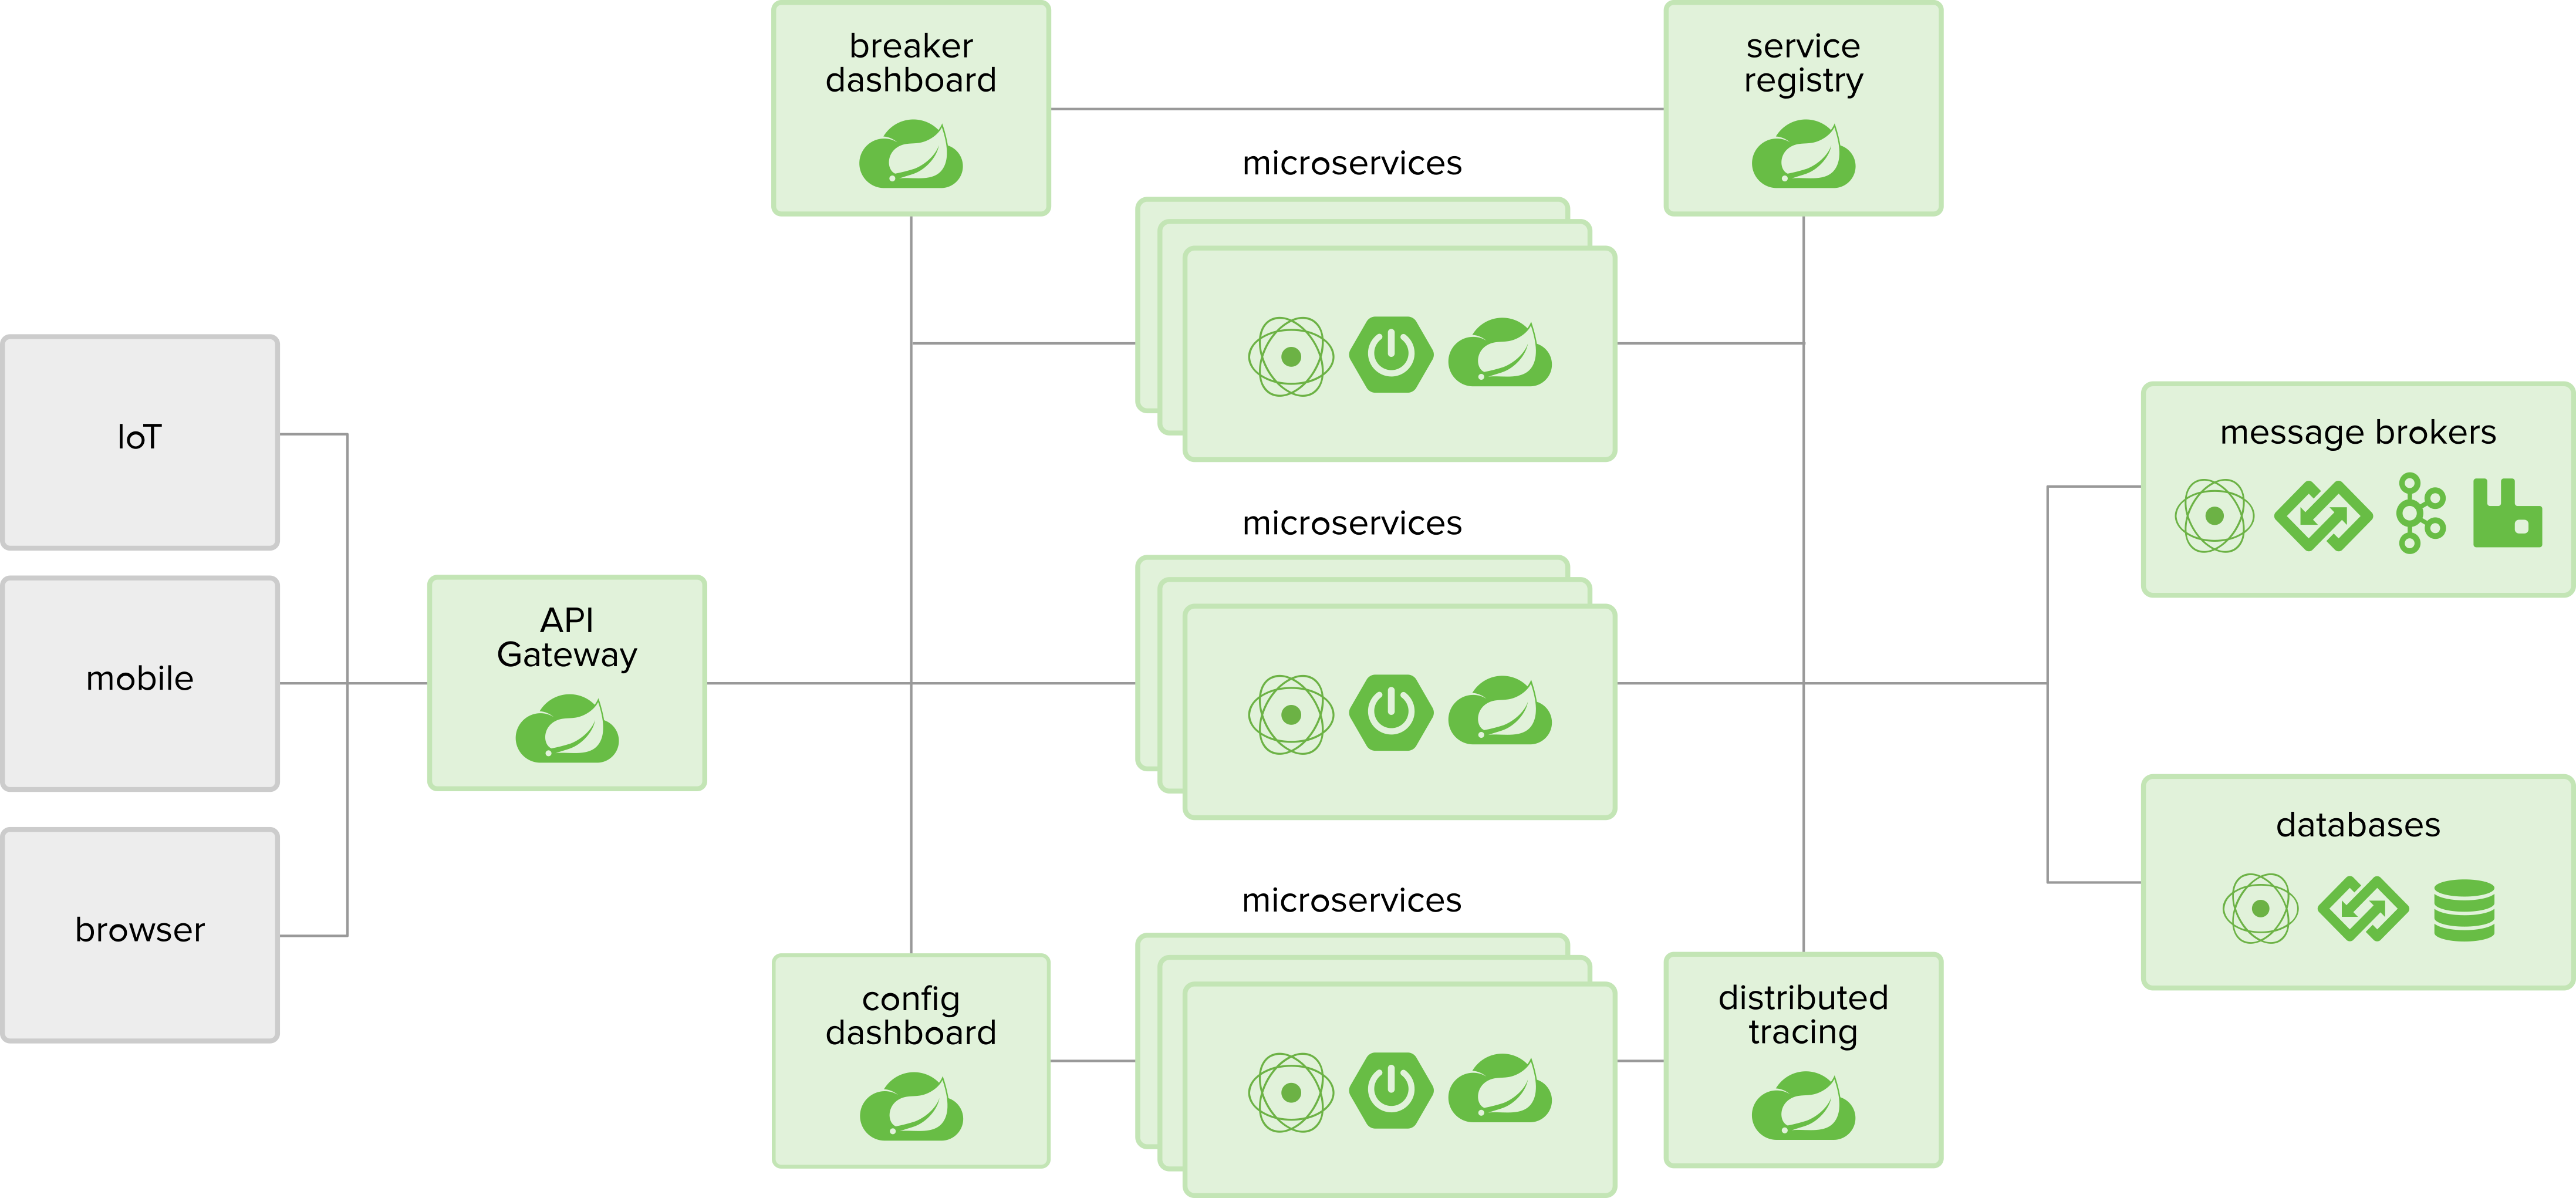 breaker
dashboard
service
registry
microservices
IoT
message brokers
microservices
API
Gateway
mobile
databases
microservices
browser
config
dashboard
distributed
tracing